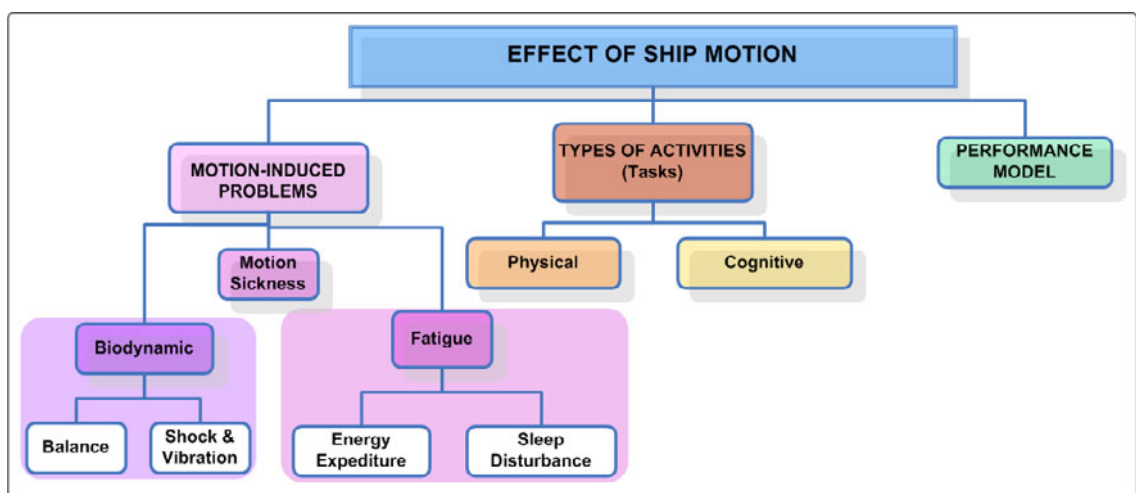 EFFECT OF SHIP MOTION
MOTION-INDUCED
PROBLEMS
TYPES OF ACTIVITIES
(Tasks)
PERFORMANCE
MODEL
Motion
Sickness
Physical
Cognitive
Biodynamic
Fatigue
Balance
Shock &
Vibration
Energy
Expediture
Sleep
Disturbance